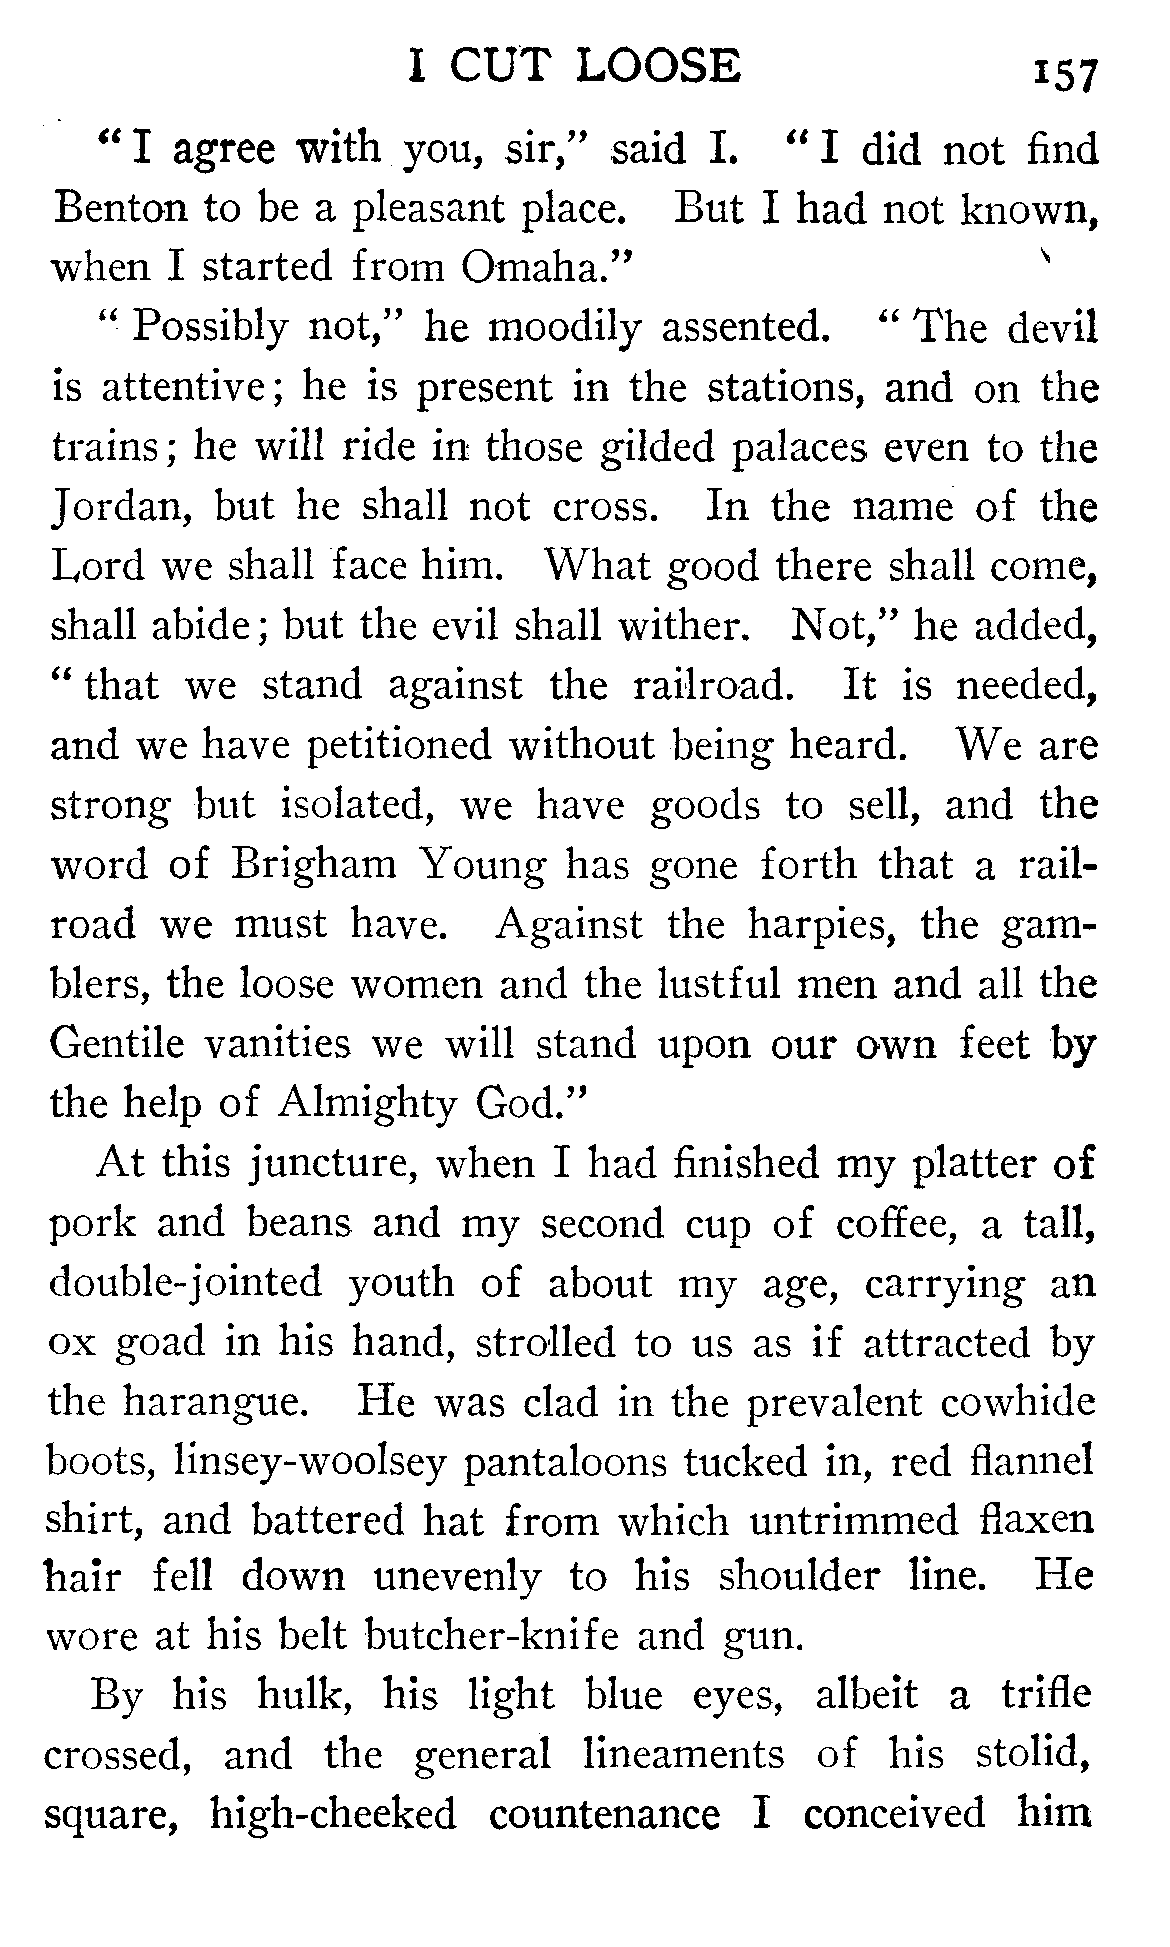 I CUT LOOSE 157
“ I agree with you, sir,” said I. “ I did not find
Benton to be a pleasant place. But I had not known,
when I started from Omaha.”
“ Possibly not,” he moodily assented. “ The devil
is attentive; he is present in the stations, and on the
trains; he will ride in those gilded palaces even to the
Jordan, but he shall not cross. In the name of the
Lord we shall face him. What good there shall come,
shall abide; but the evil shall wither. Not,” he added,
“ that we stand against the railroad. It is needed,
and we have petitioned without being heard. We are
strong but isolated, we have goods to sell, and the
word of Brigham Young has gone forth that a rail-
road we must have. Against the harpies, the gam-
blers, the loose women and the lustful men and all the
Gentile vanities we will stand upon our own feet by
the help of Almighty God.”
At this juncture, when I had finished my platter of
pork and beans and my second cup of coffee, a tall,
double-jointed youth of about my age, carrying an
ox goad in his hand, strolled to us as if attracted by
the harangue. He was clad in the prevalent cowhide
boots, linsey-woolsey pantaloons tucked in, red flannel
shirt, and battered hat from which untrimmed flaxen
hair fell down unevenly to his shoulder line. He
wore at his belt butcher-knife and gun.
By his hulk, his light blue eyes, albeit a trifle
crossed, and the general lineaments of his stolid,
square, high-cheeked countenance I conceived him